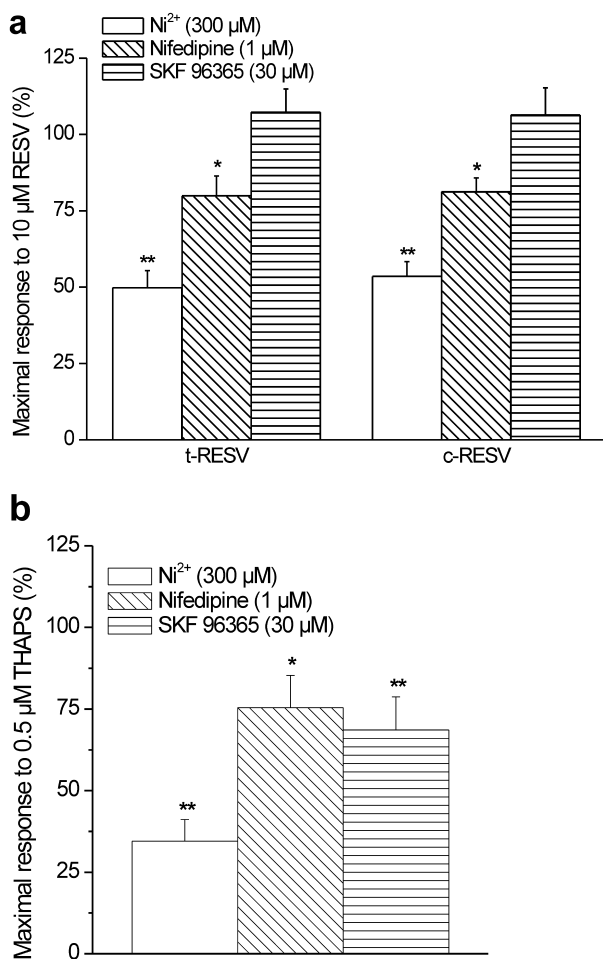 a
Ni²⁺ (300 µM)
Nifedipine (1 µM)
SKF 96365 (30 µM)
Maximal response to 10 µM RESV (%)
125
100
75
50
25
0
**
*
**
*
t-RESV
c-RESV
b
Ni²⁺ (300 µM)
Nifedipine (1 µM)
SKF 96365 (30 µM)
Maximal response to 0.5 µM THAPS (%)
125
100
75
50
25
0
**
*
**